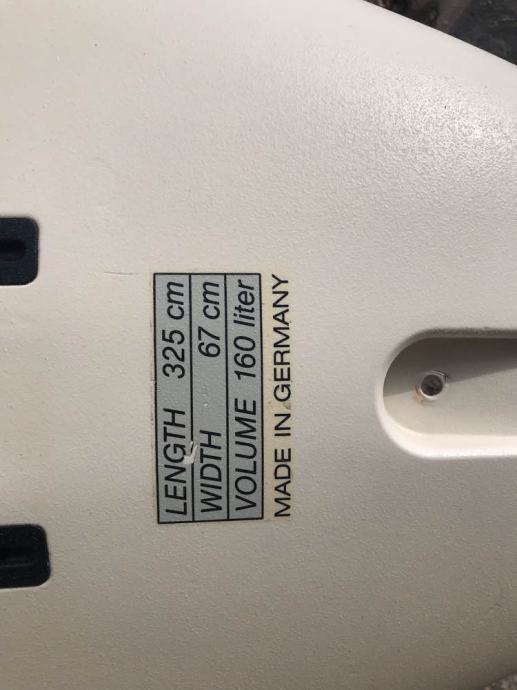 LENGTH 325 cm
WIDTH 67 cm
VOLUME 160 liter
MADE IN GERMANY